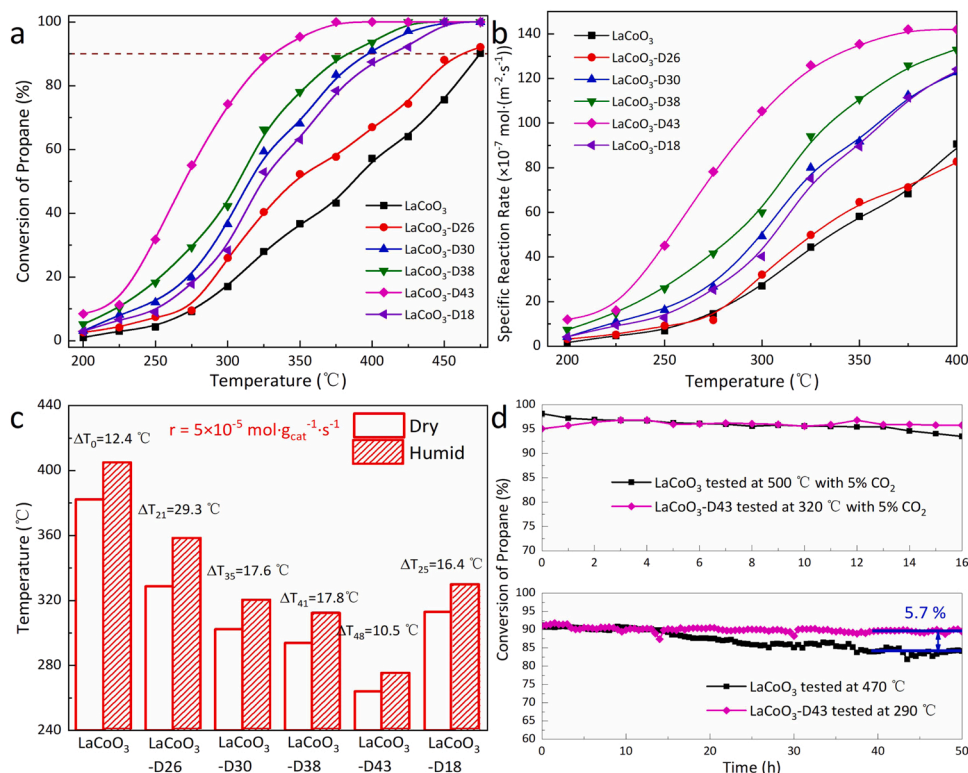 a
Conversion of Propane (%)
100
80
60
40
20
0
200 250 300 350 400 450
Temperature (℃)
LaCoO₃
LaCoO₃-D26
LaCoO₃-D30
LaCoO₃-D38
LaCoO₃-D43
LaCoO₃-D18
b
Specific Reaction Rate (×10⁻⁷ mol·(m⁻²·s⁻¹)))
140
120
100
80
60
40
20
0
200 250 300 350 400
Temperature (℃)
LaCoO₃
LaCoO₃-D26
LaCoO₃-D30
LaCoO₃-D38
LaCoO₃-D43
LaCoO₃-D18
c
Temperature (℃)
440
400
360
320
280
240
r = 5×10⁻⁵ mol·g_cat⁻¹·s⁻¹
Dry
Humid
ΔT₀=12.4 ℃
ΔT₂₁=29.3 ℃
ΔT₃₅=17.6 ℃
ΔT₄₁=17.8℃
ΔT₄₈=10.5 ℃
ΔT₂₅=16.4 ℃
LaCoO₃ LaCoO₃ LaCoO₃ LaCoO₃ LaCoO₃ LaCoO₃
-D26 -D30 -D38 -D43 -D18
d
Conversion of Propane (%)
100
95
90
85
80
75
70
LaCoO₃ tested at 500 ℃ with 5% CO₂
LaCoO₃-D43 tested at 320 ℃ with 5% CO₂
0 2 4 6 8 10 12 14 16
100
95
90
85
80
75
70
65
60
5.7 %
LaCoO₃ tested at 470 ℃
LaCoO₃-D43 tested at 290 ℃
0 10 20 30 40 50
Time (h)